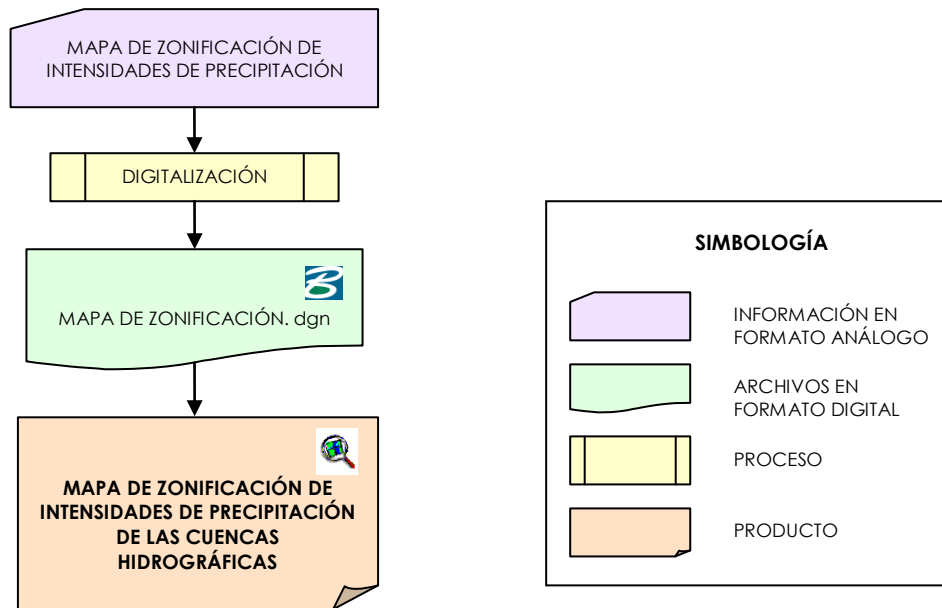 MAPA DE ZONIFICACIÓN DE
INTENSIDADES DE PRECIPITACIÓN
DIGITALIZACIÓN
MAPA DE ZONIFICACIÓN. dgn
MAPA DE ZONIFICACIÓN DE
INTENSIDADES DE PRECIPITACIÓN
DE LAS CUENCAS
HIDROGRÁFICAS
SIMBOLOGÍA
INFORMACIÓN EN
FORMATO ANÁLOGO
ARCHIVOS EN
FORMATO DIGITAL
PROCESO
PRODUCTO